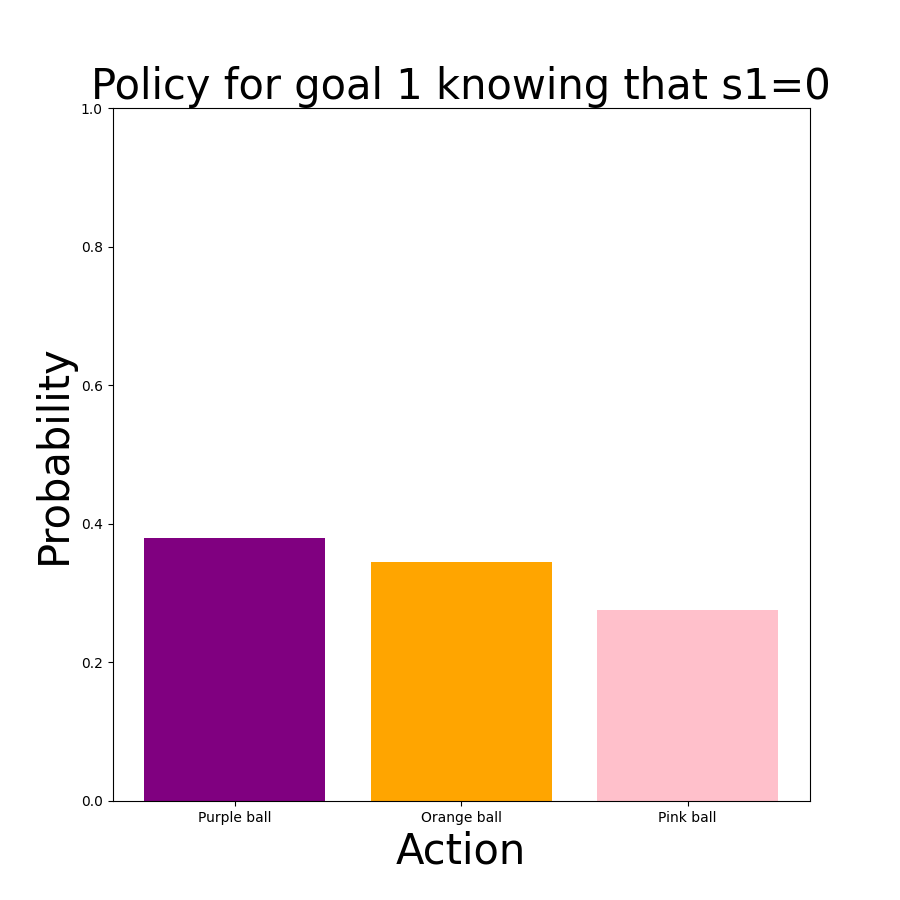 Policy for goal 1 knowing that s1=0
1.0
0.8
0.6
0.4
0.2
0.0
Probability
Purple ball
Orange ball
Pink ball
Action